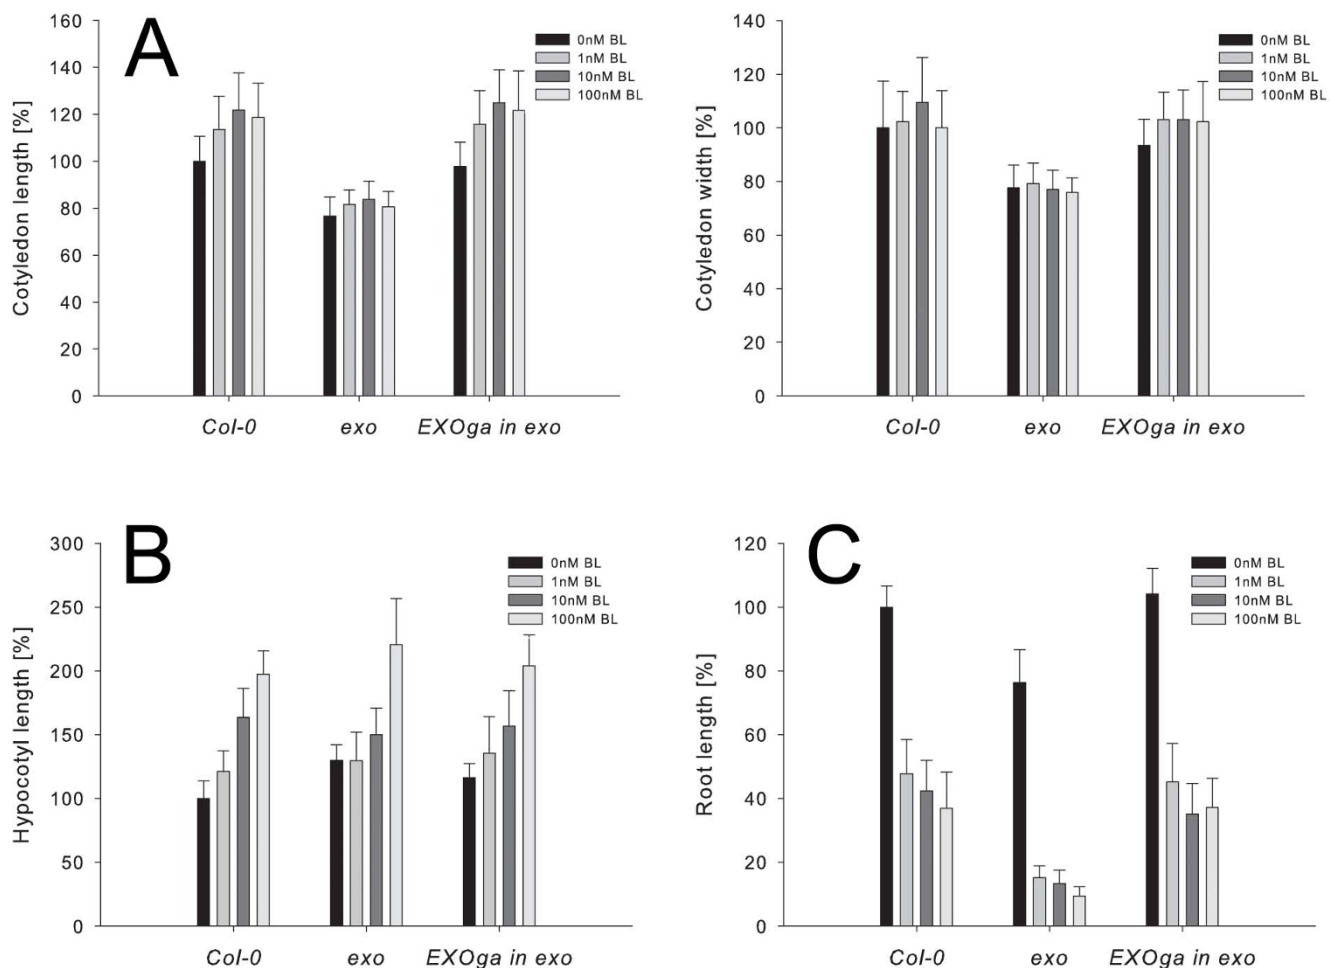 A
Cotyledon length [%]
160
140
120
100
80
60
40
20
0
0nM BL
1nM BL
10nM BL
100nM BL
Col-0 exo EXOga in exo
Cotyledon width [%]
140
120
100
80
60
40
20
0
0nM BL
1nM BL
10nM BL
100nM BL
Col-0 exo EXOga in exo
B
Hypocotyl length [%]
300
250
200
150
100
50
0
0nM BL
1nM BL
10nM BL
100nM BL
Col-0 exo EXOga in exo
C
Root length [%]
120
100
80
60
40
20
0
0nM BL
1nM BL
10nM BL
100nM BL
Col-0 exo EXOga in exo